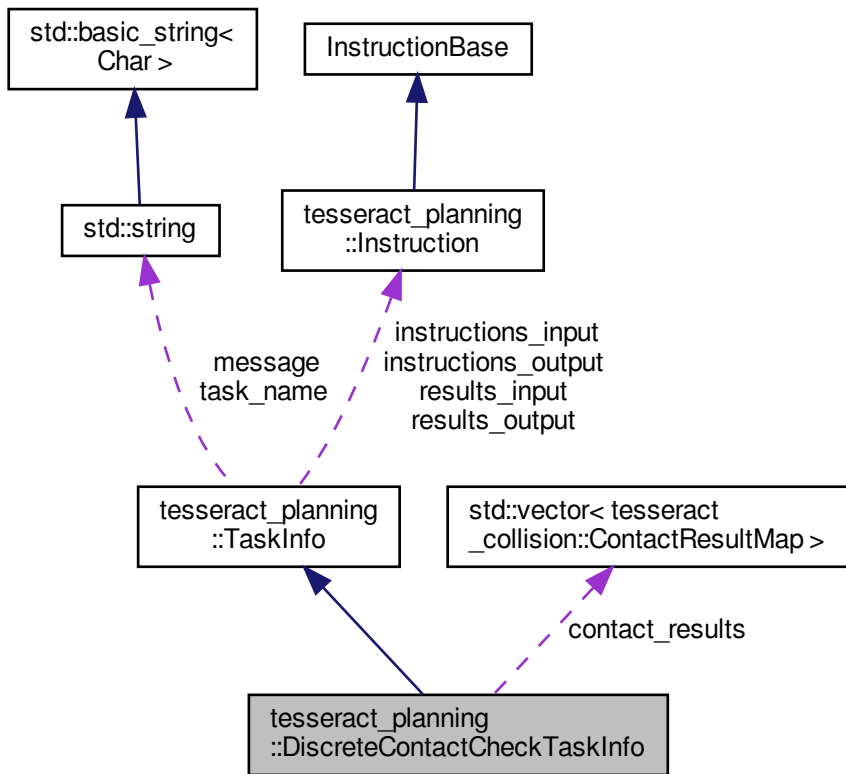 std::basic_string<
Char >
InstructionBase
std::string
tesseract_planning
::Instruction
message
task_name
instructions_input
instructions_output
results_input
results_output
tesseract_planning
::TaskInfo
std::vector< tesseract
_collision::ContactResultMap >
contact_results
tesseract_planning
::DiscreteContactCheckTaskInfo